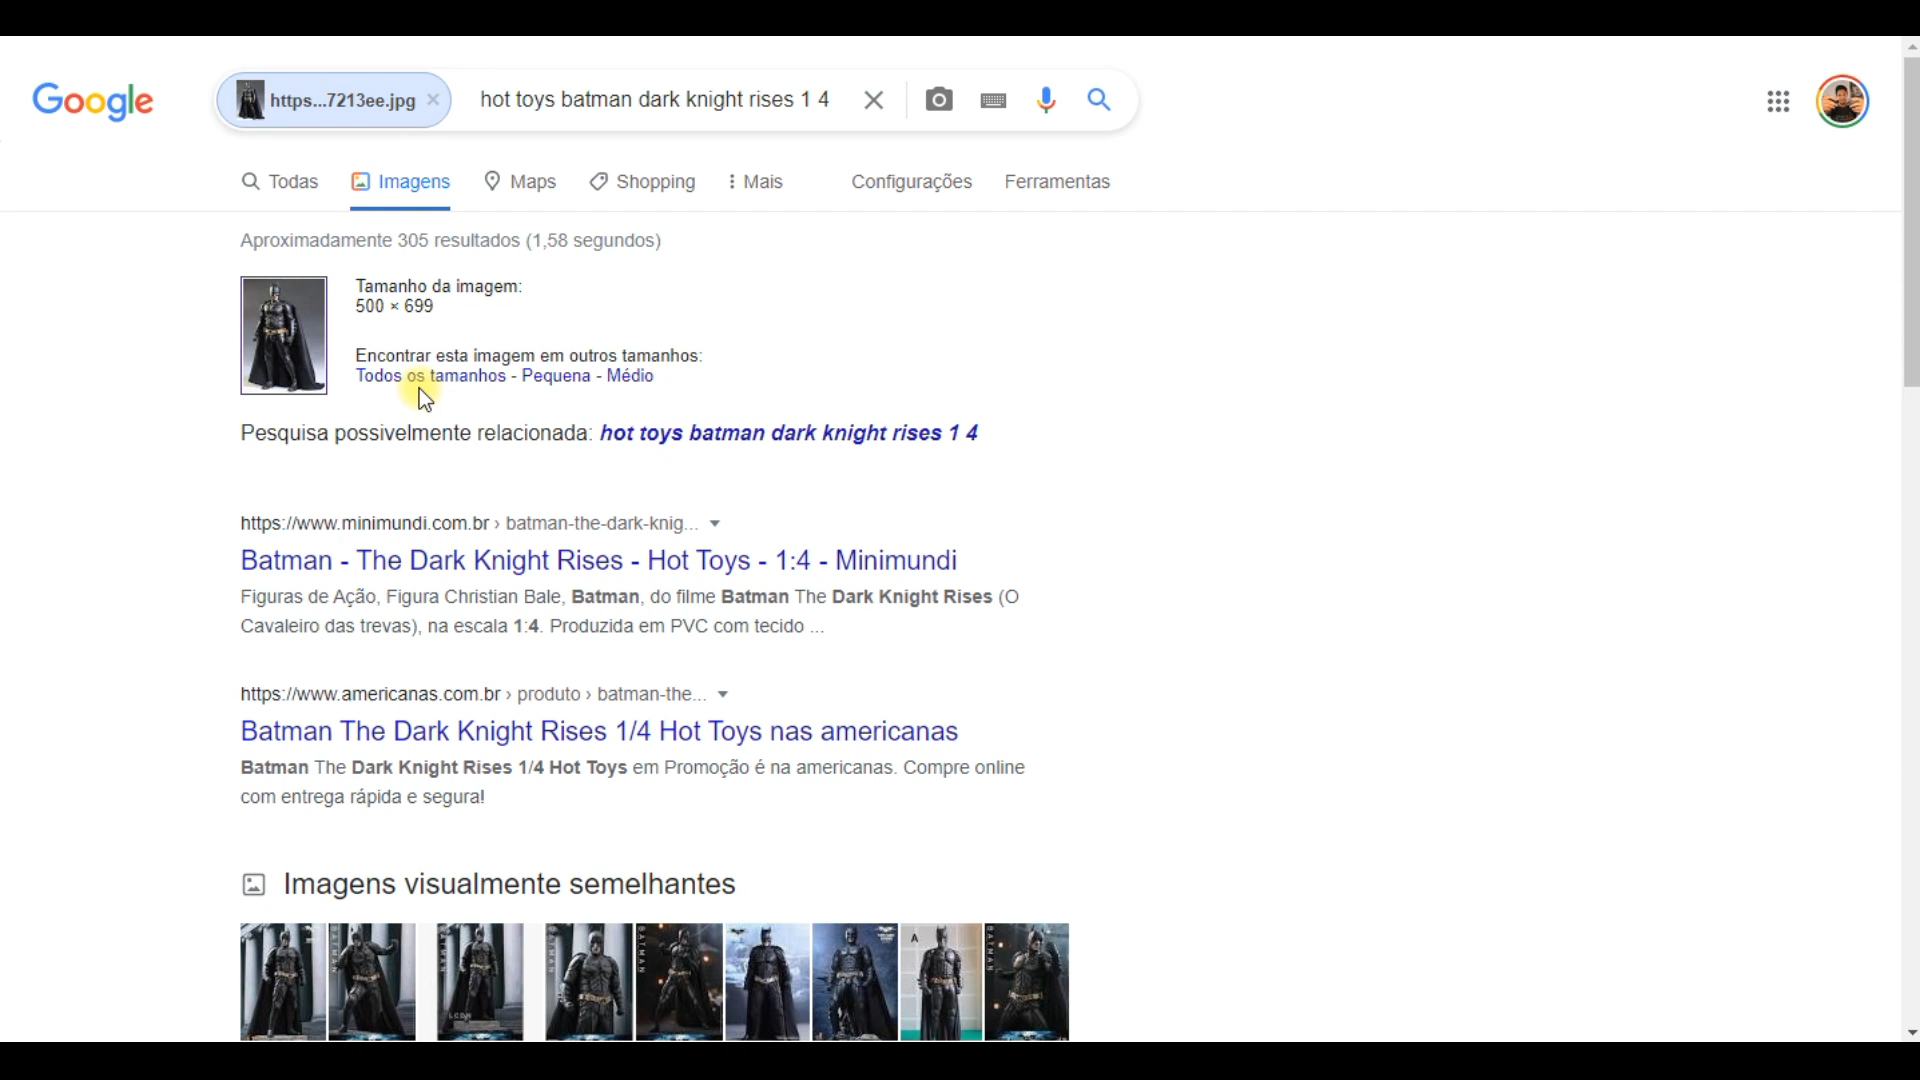 Google
https...7213ee.jpg
hot toys batman dark knight rises 1 4
Todas
Imagens
Maps
Shopping
Mais
Configurações
Ferramentas
Aproximadamente 305 resultados (1,58 segundos)
Tamanho da imagem:
500 × 699
Encontrar esta imagem em outros tamanhos:
Todos os tamanhos - Pequena - Médio
Pesquisa possivelmente relacionada: hot toys batman dark knight rises 1 4
https://www.minimundi.com.br › batman-the-dark-knig...
Batman - The Dark Knight Rises - Hot Toys - 1:4 - Minimundi
Figuras de Ação, Figura Christian Bale, Batman, do filme Batman The Dark Knight Rises (O
Cavaleiro das trevas), na escala 1:4. Produzida em PVC com tecido ...
https://www.americanas.com.br › produto › batman-the...
Batman The Dark Knight Rises 1/4 Hot Toys nas americanas
Batman The Dark Knight Rises 1/4 Hot Toys em Promoção é na americanas. Compre online
com entrega rápida e segura!
Imagens visualmente semelhantes
BATMAN
BATMAN
BATMAN
BATMAN
A
BATMAN